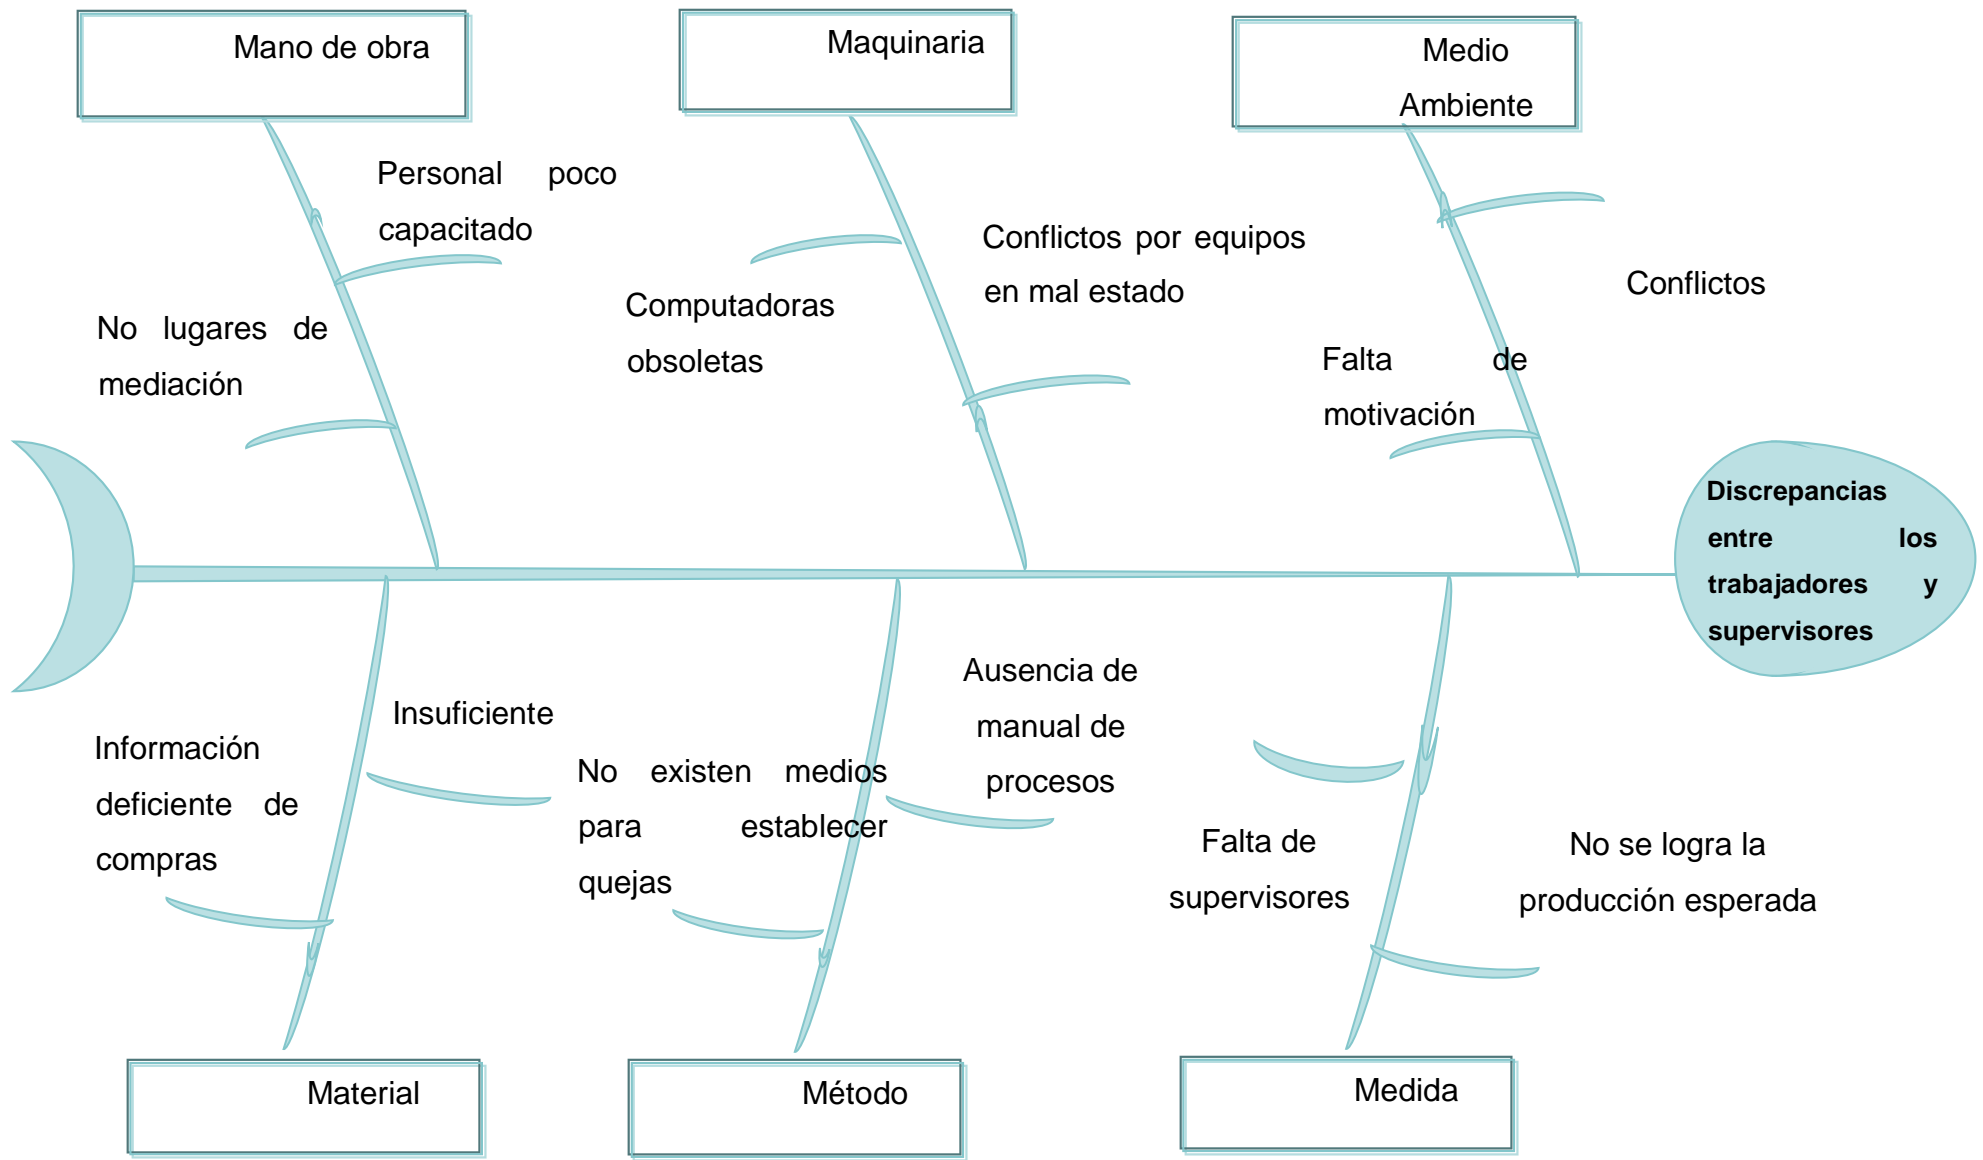 Mano de obra
Maquinaria
Medio
Ambiente
Personal poco
capacitado
No lugares de
mediación
Computadoras
obsoletas
Conflictos por equipos
en mal estado
Conflictos
Falta de
motivación
Discrepancias
entre los
trabajadores y
supervisores
Información
deficiente de
compras
Insuficiente
No existen medios
para establecer
quejas
Ausencia de
manual de
procesos
Falta de
supervisores
No se logra la
producción esperada
Material
Método
Medida